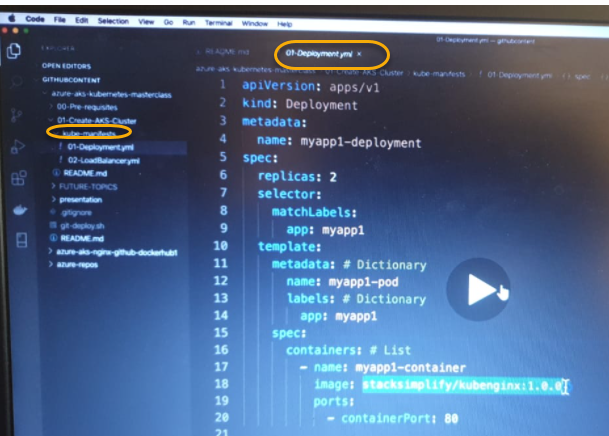 Code File Edit Selection View Go Run Terminal Window Help
01-Deployment.yml — githubcontent
EXPLORER
README.md
01-Deployment.yml ×
OPEN EDITORS
GITHUBCONTENT
azure-aks-kubernetes-masterclass
00-Pre-requisites
01-Create-AKS-Cluster
kube-manifests
! 01-Deployment.yml
! 02-LoadBalancer.yml
README.md
FUTURE-TOPICS
presentation
.gitignore
git-deploy.sh
README.md
azure-aks-nginx-github-dockerhub1
azure-repos
azure-aks-kubernetes-masterclass › 01-Create-AKS-Cluster › kube-manifests › ! 01-Deployment.yml › {} spec ›
1 apiVersion: apps/v1
2 kind: Deployment
3 metadata:
4 name: myapp1-deployment
5 spec:
6 replicas: 2
7 selector:
8 matchLabels:
9 app: myapp1
10 template:
11 metadata: # Dictionary
12 name: myapp1-pod
13 labels: # Dictionary
14 app: myapp1
15 spec:
16 containers: # List
17 - name: myapp1-container
18 image: stacksimplify/kubenginx:1.0.0
19 ports:
20 - containerPort: 80
21